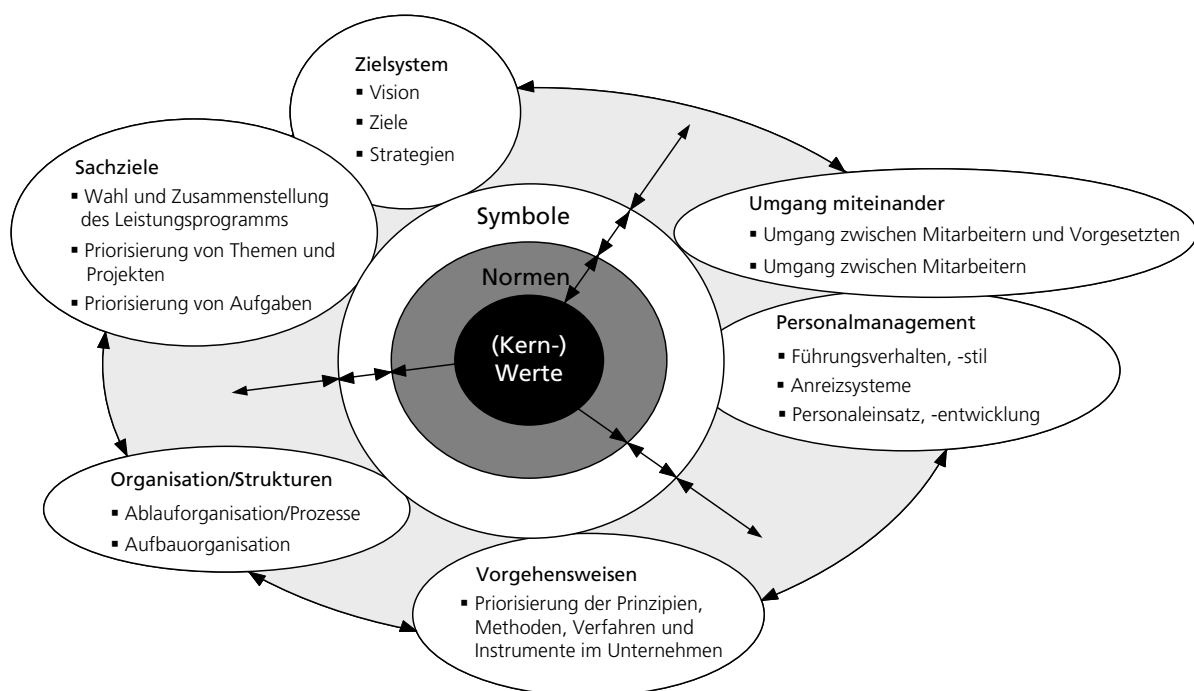 Zielsystem
▪ Vision
▪ Ziele
▪ Strategien
Sachziele
▪ Wahl und Zusammenstellung
des Leistungsprogramms
▪ Priorisierung von Themen und
Projekten
▪ Priorisierung von Aufgaben
Umgang miteinander
▪ Umgang zwischen Mitarbeitern und Vorgesetzten
▪ Umgang zwischen Mitarbeitern
Symbole
Normen
(Kern-)
Werte
Personalmanagement
▪ Führungsverhalten, -stil
▪ Anreizsysteme
▪ Personaleinsatz, -entwicklung
Organisation/Strukturen
▪ Ablauforganisation/Prozesse
▪ Aufbauorganisation
Vorgehensweisen
▪ Priorisierung der Prinzipien,
Methoden, Verfahren und
Instrumente im Unternehmen